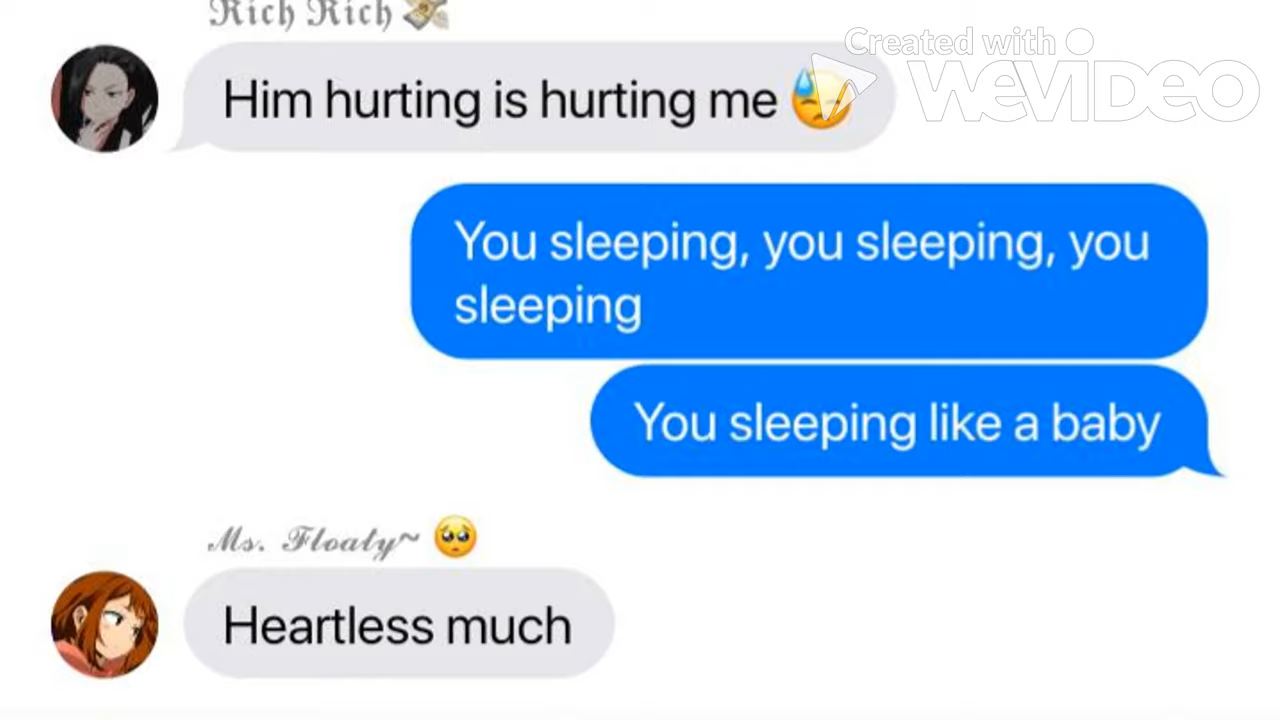 ℜ𝔦𝔠𝔥 ℜ𝔦𝔠𝔥 💸
Created with
WEVIDEO
Him hurting is hurting me 😓
You sleeping, you sleeping, you
sleeping
You sleeping like a baby
𝓜𝓼. 𝓕𝓵𝓸𝓪𝓽𝔂~ 🥺
Heartless much